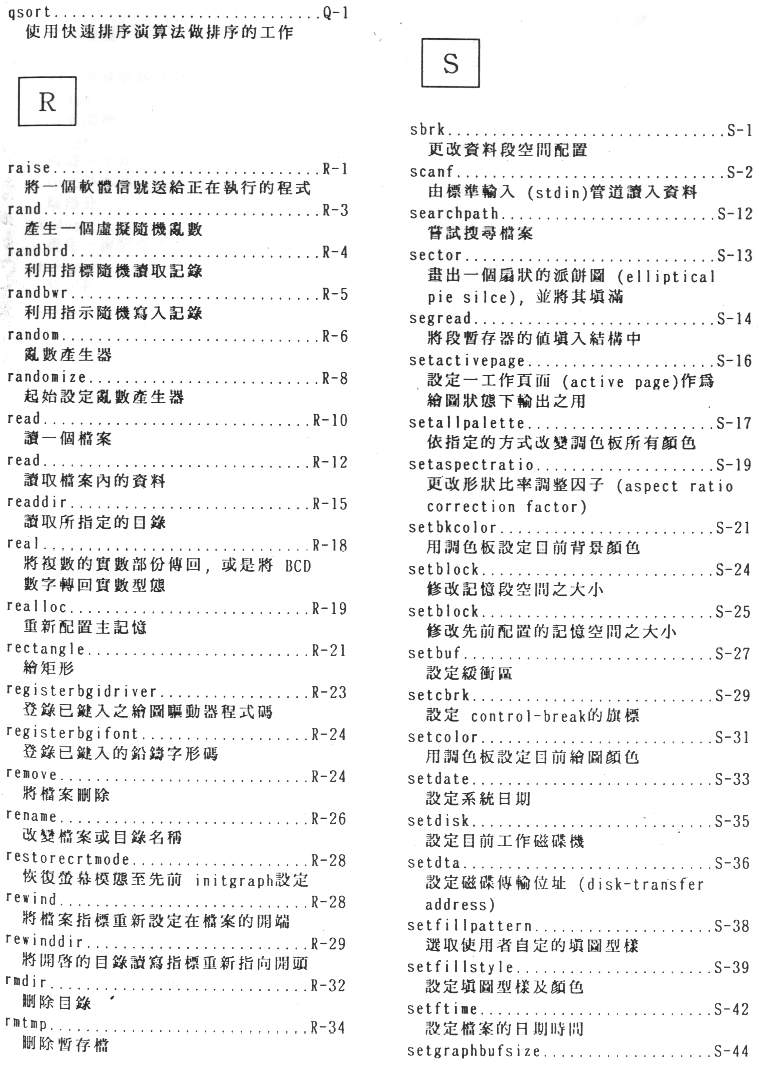 qsort..............................Q-1
使用快速排序演算法做排序的工作
R
raise..............................R-1
將一個軟體信號送給正在執行的程式
rand...............................R-3
產生一個虛擬隨機亂數
randbrd............................R-4
利用指標隨機讀取記錄
randbwr............................R-5
利用指示隨機寫入記錄
random.............................R-6
亂數產生器
randomize..........................R-8
起始設定亂數產生器
read...............................R-10
讀一個檔案
read...............................R-12
讀取檔案內的資料
readdir............................R-15
讀取所指定的目錄
real...............................R-18
將複數的實數部份傳回, 或是將 BCD
數字轉回實數型態
realloc............................R-19
重新配置主記憶
rectangle..........................R-21
繪矩形
registerbgidriver................R-23
登錄已鍵入之繪圖驅動器程式碼
registerbgifont..................R-24
登錄已鍵入的鉛鑄字形碼
remove.............................R-24
將檔案刪除
rename.............................R-26
改變檔案或目錄名稱
restorecrtmode...................R-28
恢復螢幕模態至先前 initgraph設定
rewind.............................R-28
將檔案指標重新設定在檔案的開端
rewinddir..........................R-29
將開啓的目錄讀寫指標重新指向開頭
rmdir..............................R-32
刪除目錄
rmtmp..............................R-34
刪除暫存檔
S
sbrk...............................S-1
更改資料段空間配置
scanf..............................S-2
由標準輸入 (stdin)管道讀入資料
searchpath.......................S-12
嘗試搜尋檔案
sector.............................S-13
畫出一個扇狀的派餅圖 (elliptical
pie silce), 並將其填滿
segread............................S-14
將段暫存器的値填入結構中
setactivepage....................S-16
設定一工作頁面 (active page)作爲
繪圖狀態下輸出之用
setallpalette....................S-17
依指定的方式改變調色板所有顏色
setaspectratio...................S-19
更改形狀比率調整因子 (aspect ratio
correction factor)
setbkcolor.......................S-21
用調色板設定目前背景顏色
setblock...........................S-24
修改記憶段空間之大小
setblock...........................S-25
修改先前配置的記憶空間之大小
setbuf.............................S-27
設定緩衝區
setcbrk............................S-29
設定 control-break的旗標
setcolor...........................S-31
用調色板設定目前繪圖顏色
setdate............................S-33
設定系統日期
setdisk............................S-35
設定目前工作磁碟機
setdta.............................S-36
設定磁碟傳輸位址 (disk-transfer
address)
setfillpattern...................S-38
選取使用者自定的填圖型樣
setfillstyle.....................S-39
設定填圖型樣及顏色
setftime...........................S-42
設定檔案的日期時間
setgraphbufsize..................S-44